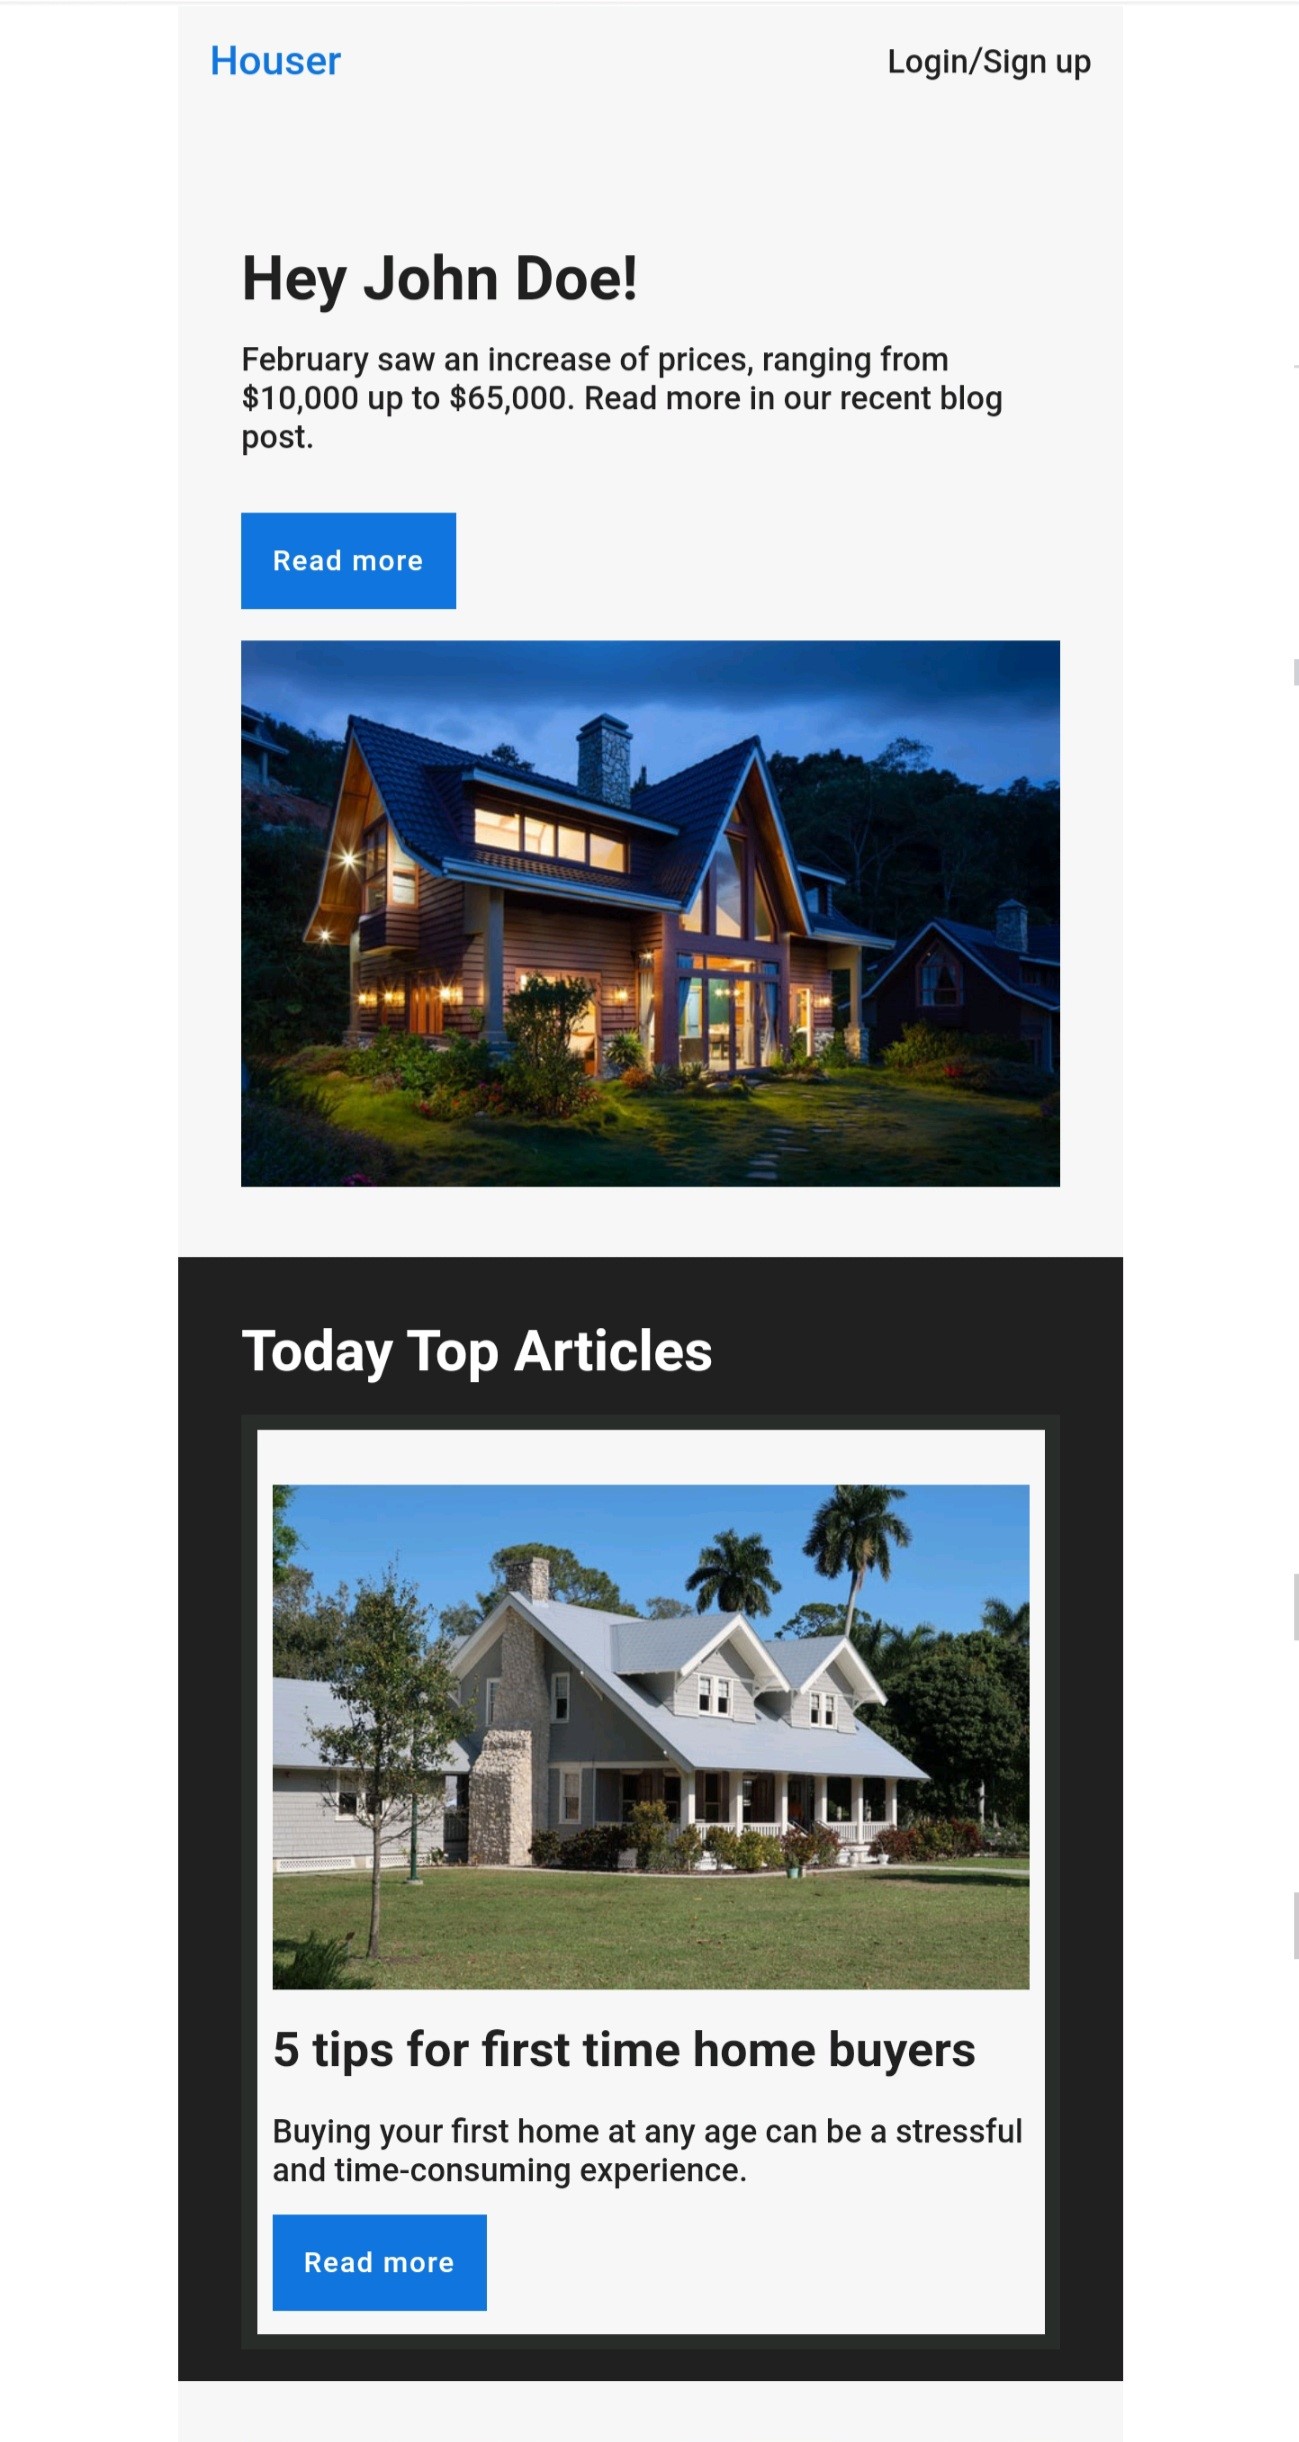 Houser
Login/Sign up
Hey John Doe!
February saw an increase of prices, ranging from
$10,000 up to $65,000. Read more in our recent blog
post.
Read more
Today Top Articles
5 tips for first time home buyers
Buying your first home at any age can be a stressful
and time-consuming experience.
Read more